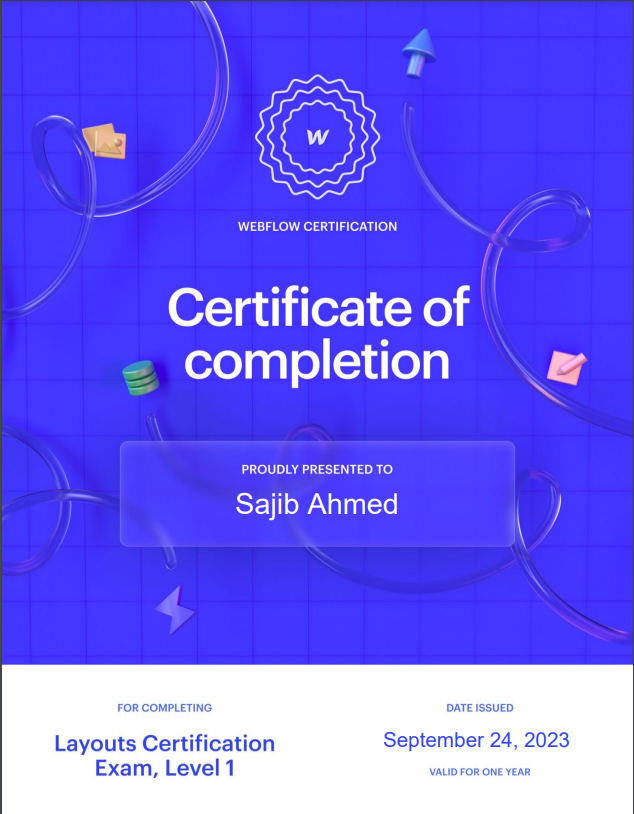 W
WEBFLOW CERTIFICATION
Certificate of
completion
PROUDLY PRESENTED TO
Sajib Ahmed
FOR COMPLETING
Layouts Certification
Exam, Level 1
DATE ISSUED
September 24, 2023
VALID FOR ONE YEAR